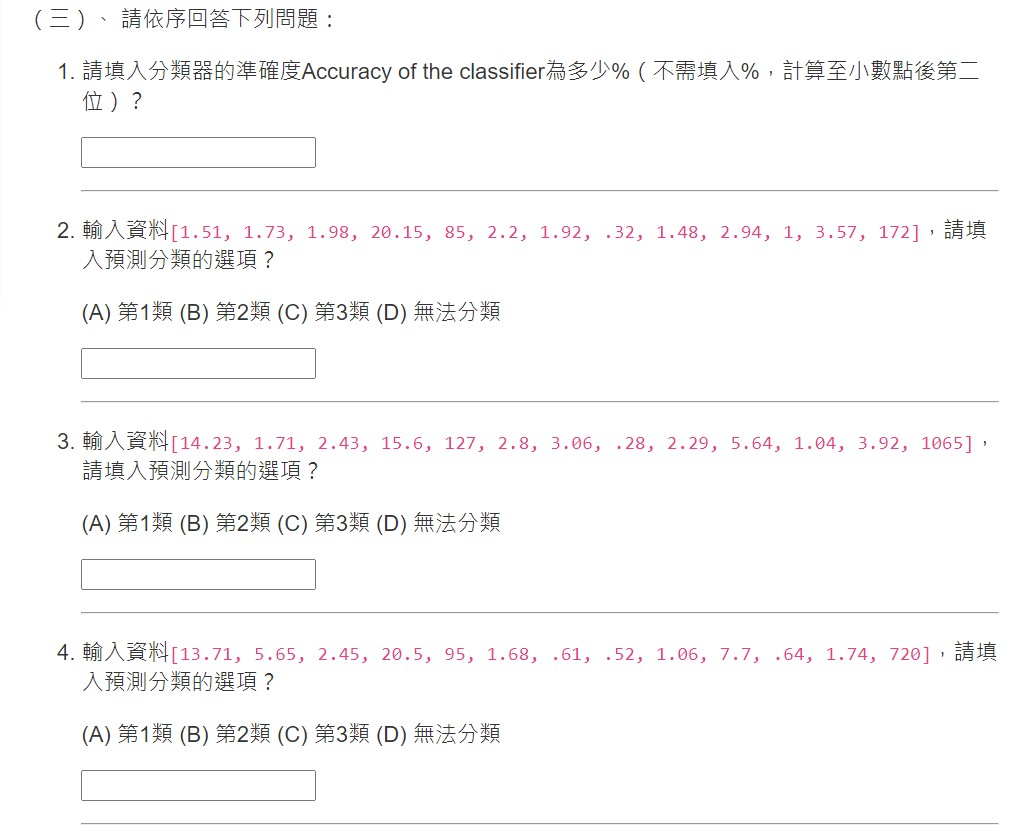 （三）、 請依序回答下列問題：
1. 請填入分類器的準確度Accuracy of the classifier為多少%（不需填入%，計算至小數點後第二
位）？
2. 輸入資料[1.51, 1.73, 1.98, 20.15, 85, 2.2, 1.92, .32, 1.48, 2.94, 1, 3.57, 172]，請填
入預測分類的選項？
(A) 第1類 (B) 第2類 (C) 第3類 (D) 無法分類
3. 輸入資料[14.23, 1.71, 2.43, 15.6, 127, 2.8, 3.06, .28, 2.29, 5.64, 1.04, 3.92, 1065]，
請填入預測分類的選項？
(A) 第1類 (B) 第2類 (C) 第3類 (D) 無法分類
4. 輸入資料[13.71, 5.65, 2.45, 20.5, 95, 1.68, .61, .52, 1.06, 7.7, .64, 1.74, 720]，請填
入預測分類的選項？
(A) 第1類 (B) 第2類 (C) 第3類 (D) 無法分類